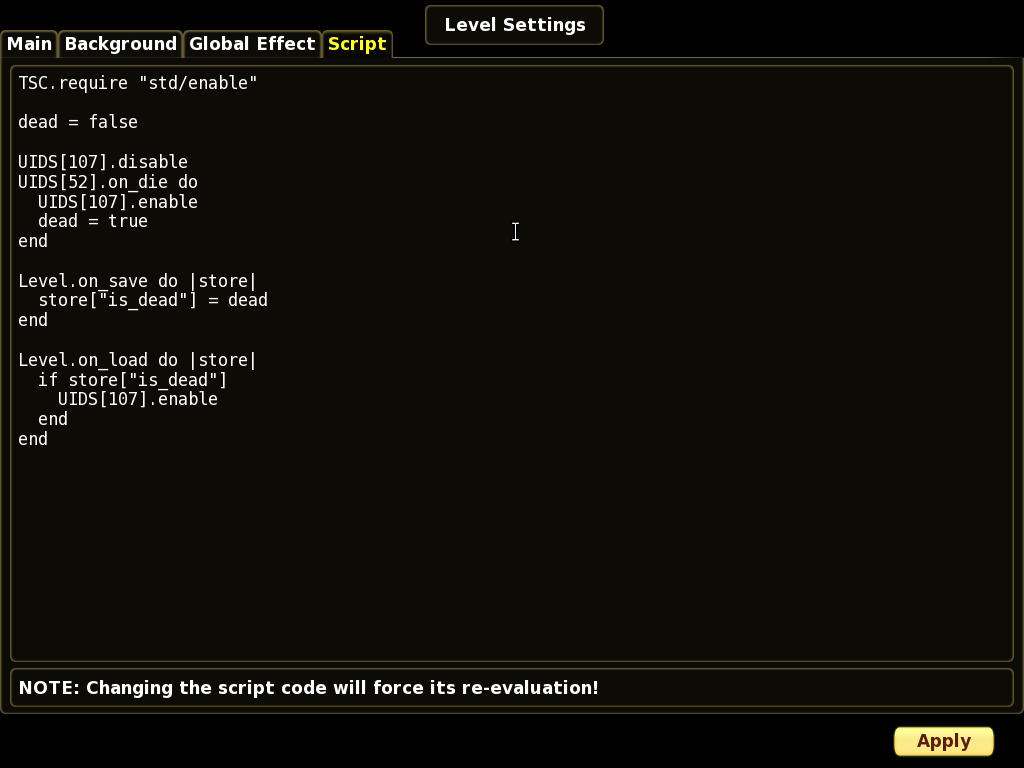 Level Settings
Main Background Global Effect Script
TSC.require "std/enable"
dead = false
UIDS[107].disable
UIDS[52].on_die do
  UIDS[107].enable
  dead = true
end
Level.on_save do |store|
  store["is_dead"] = dead
end
Level.on_load do |store|
  if store["is_dead"]
    UIDS[107].enable
  end
end
NOTE: Changing the script code will force its re-evaluation!
Apply